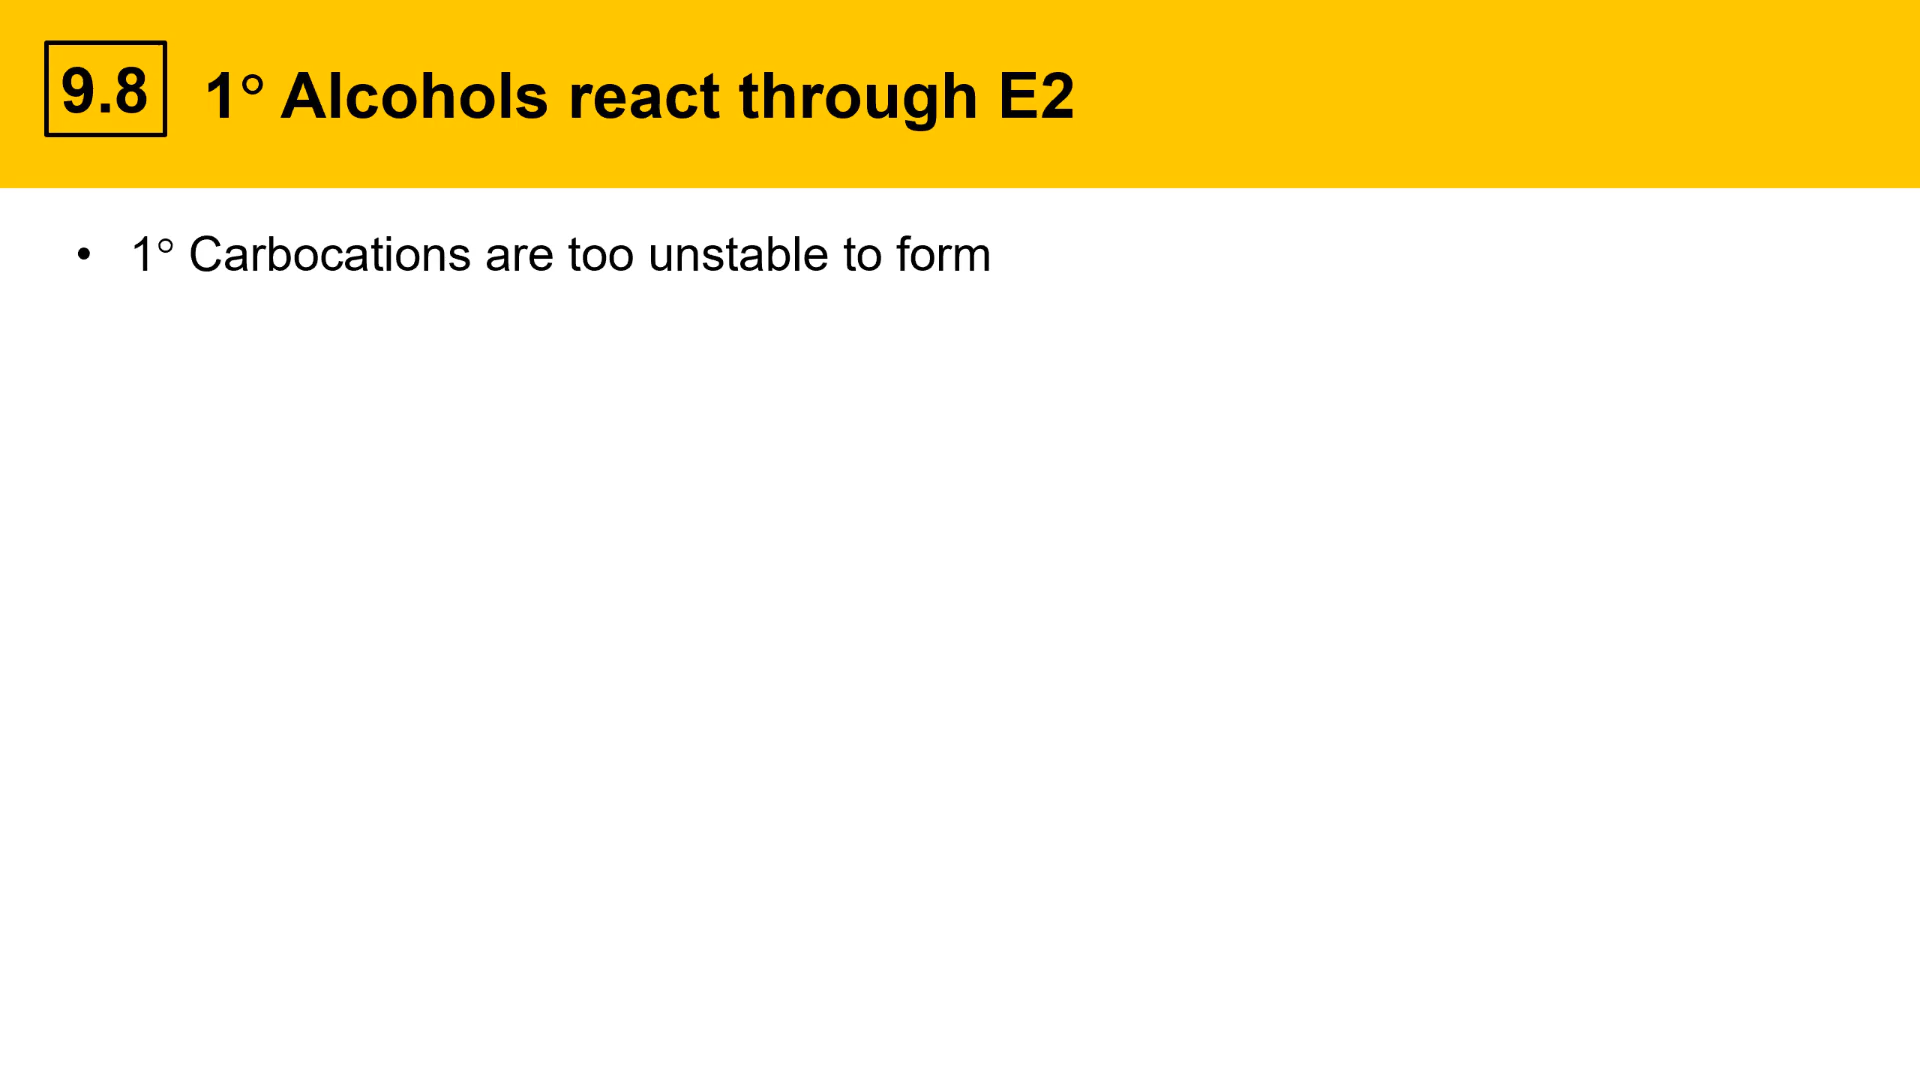 9.8 1° Alcohols react through E2
• 1° Carbocations are too unstable to form